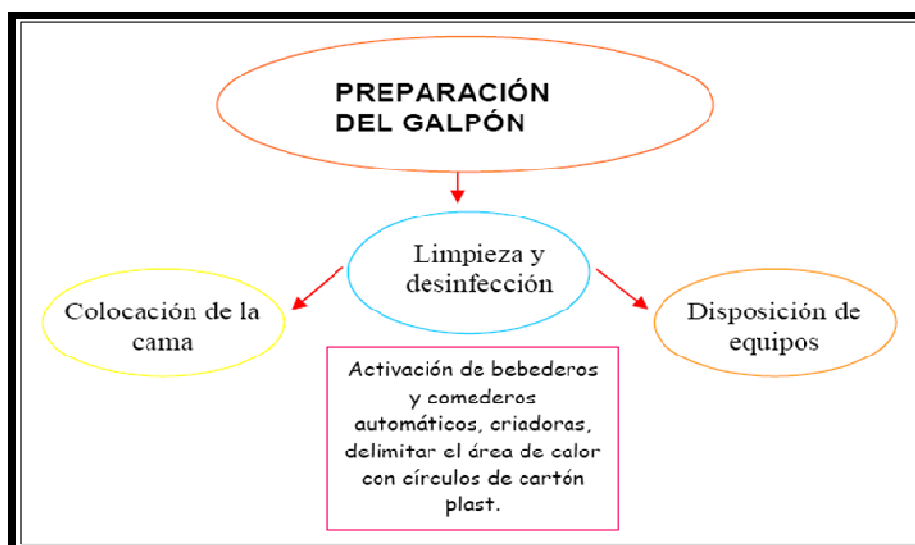 PREPARACIÓN
DEL GALPÓN
Limpieza y
desinfección
Colocación de la
cama
Disposición de
equipos
Activación de bebederos
y comederos
automáticos, criadoras,
delimitar el área de calor
con círculos de cartón
plast.